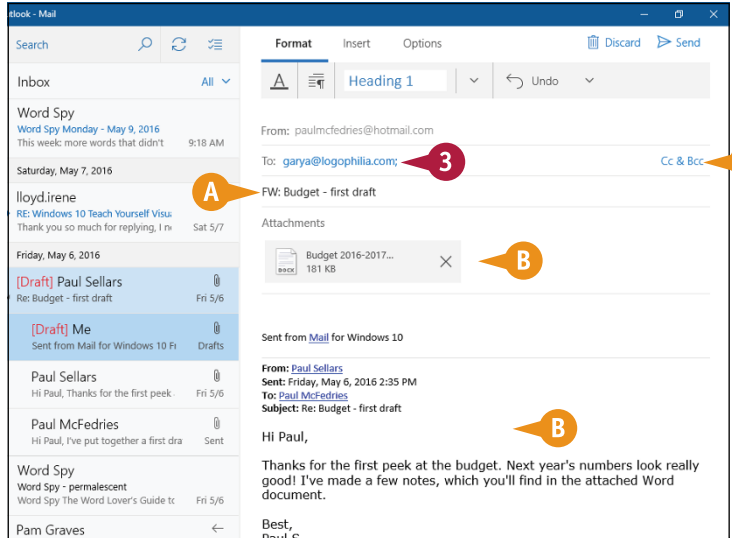 tlook - Mail
Search
Inbox
All
Word Spy
Word Spy Monday - May 9, 2016
This week: more words that didn't 9:18 AM
Saturday, May 7, 2016
lloyd.irene
RE: Windows 10 Teach Yourself Visu
Thank you so much for replying, I n Sat 5/7
Friday, May 6, 2016
[Draft] Paul Sellars
Re: Budget - first draft Fri 5/6
[Draft] Me
Sent from Mail for Windows 10 Fr Drafts
Paul Sellars
Hi Paul, Thanks for the first peek Fri 5/6
Paul McFedries
Hi Paul, I've put together a first dra Sent
Word Spy
Word Spy - permalescent
Word Spy The Word Lover's Guide to Fri 5/6
Pam Graves
Format Insert Options Discard Send
A Heading 1 Undo
From: paulmcfedries@hotmail.com
To: garya@logophilia.com; 3 Cc & Bcc
A FW: Budget - first draft
Attachments
DOCX Budget 2016-2017...
181 KB
B
Sent from Mail for Windows 10
From: Paul Sellars
Sent: Friday, May 6, 2016 2:35 PM
To: Paul McFedries
Subject: Re: Budget - first draft
B
Hi Paul,
Thanks for the first peek at the budget. Next year's numbers look really
good! I've made a few notes, which you'll find in the attached Word
document.
Best,
Paul S